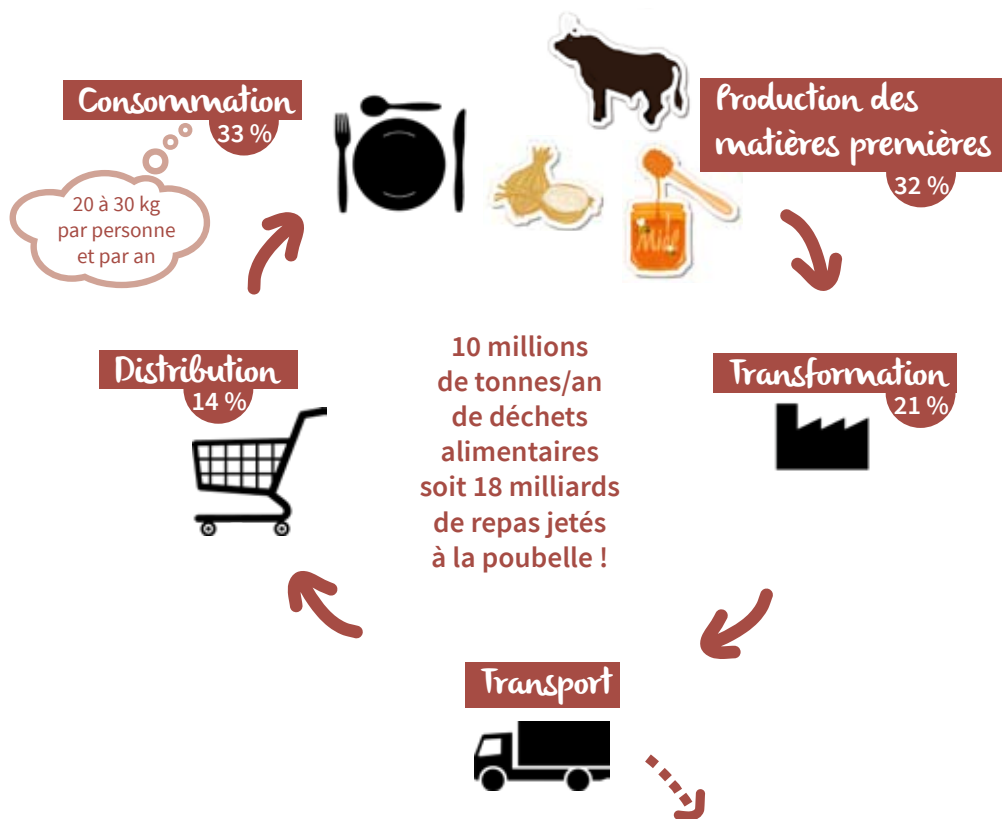 Consommation
33 %
20 à 30 kg
par personne
et par an
Production des
matières premières
32 %
Miel
Distribution
14 %
10 millions
de tonnes/an
de déchets
alimentaires
soit 18 milliards
de repas jetés
à la poubelle !
Transformation
21 %
Transport